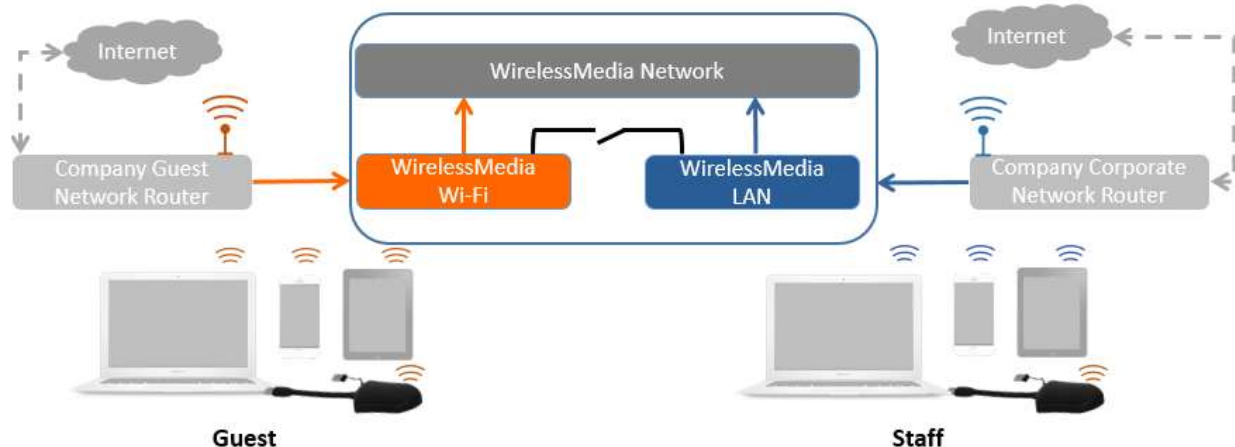 Internet
Internet
WirelessMedia Network
Company Guest
Network Router
WirelessMedia
Wi-Fi
WirelessMedia
LAN
Company Corporate
Network Router
Guest
Staff